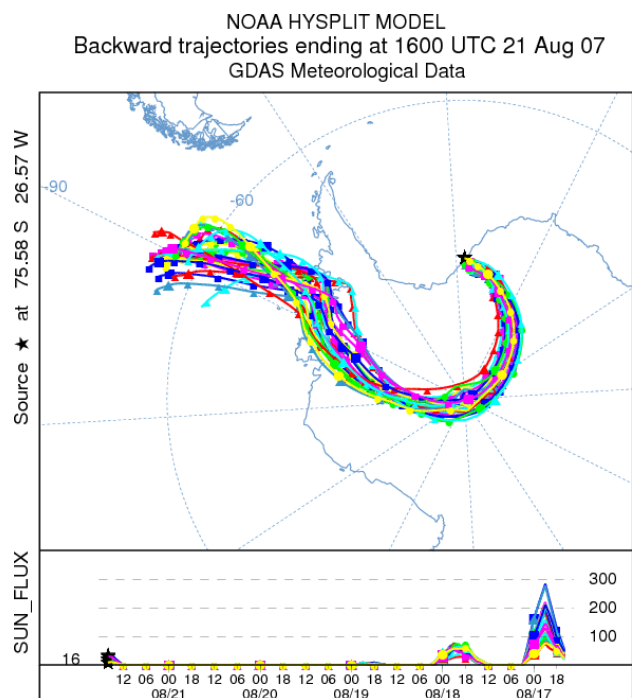 NOAA HYSPLIT MODEL
Backward trajectories ending at 1600 UTC 21 Aug 07
GDAS Meteorological Data
Source ★ at 75.58 S 26.57 W
-90
-60
SUN_FLUX
300
200
100
16
12 06 00 18 12 06 00 18 12 06 00 18 12 06 00 18 12 06 00 18
08/21 08/20 08/19 08/18 08/17